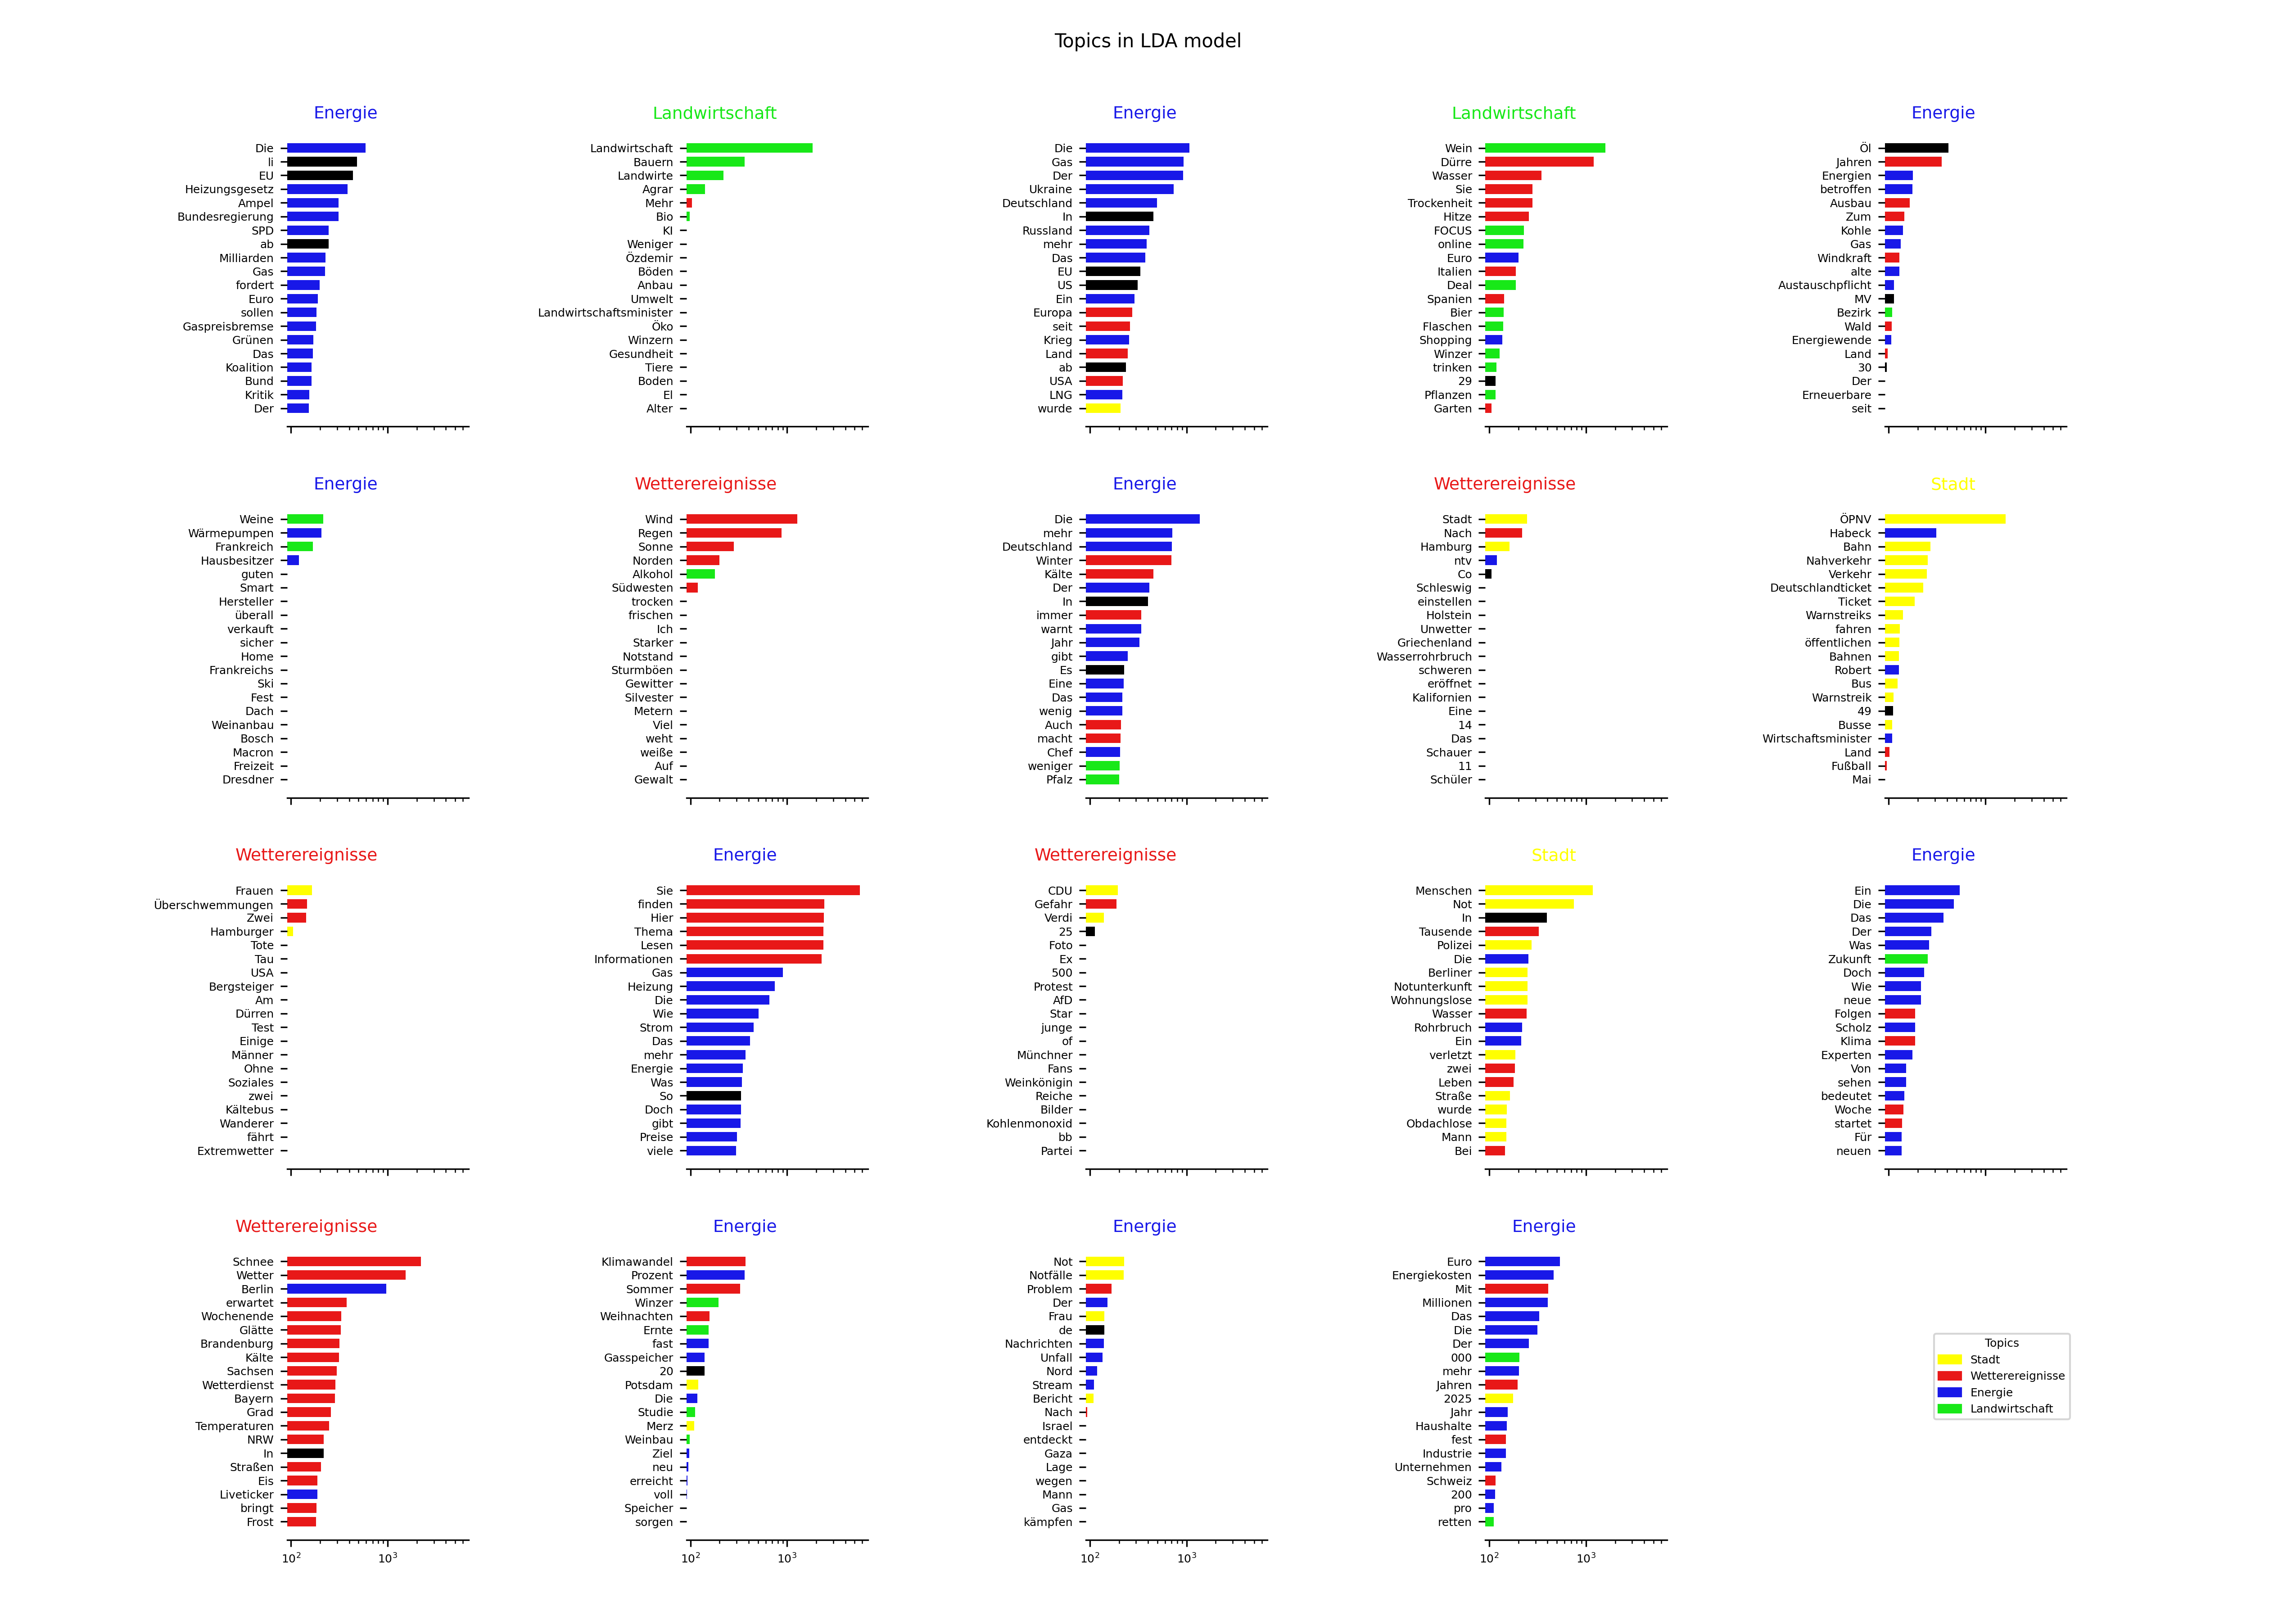 Topics in LDA model
Energie
Die
li
EU
Heizungsgesetz
Ampel
Bundesregierung
SPD
ab
Milliarden
Gas
fordert
Euro
sollen
Gaspreisbremse
Grünen
Das
Koalition
Bund
Kritik
Der
Landwirtschaft
Landwirtschaft
Bauern
Landwirte
Agrar
Mehr
Bio
KI
Weniger
Özdemir
Böden
Anbau
Umwelt
Landwirtschaftsminister
Öko
Winzern
Gesundheit
Tiere
Boden
El
Alter
Energie
Die
Gas
Der
Ukraine
Deutschland
In
Russland
mehr
Das
EU
US
Ein
Europa
seit
Krieg
Land
ab
USA
LNG
wurde
Landwirtschaft
Wein
Dürre
Wasser
Sie
Trockenheit
Hitze
FOCUS
online
Euro
Italien
Deal
Spanien
Bier
Flaschen
Shopping
Winzer
trinken
29
Pflanzen
Garten
Energie
Öl
Jahren
Energien
betroffen
Ausbau
Zum
Kohle
Gas
Windkraft
alte
Austauschpflicht
MV
Bezirk
Wald
Energiewende
Land
30
Der
Erneuerbare
seit
Energie
Weine
Wärmepumpen
Frankreich
Hausbesitzer
guten
Smart
Hersteller
überall
verkauft
sicher
Home
Frankreichs
Ski
Fest
Dach
Weinanbau
Bosch
Macron
Freizeit
Dresdner
Wetterereignisse
Wind
Regen
Sonne
Norden
Alkohol
Südwesten
trocken
frischen
Ich
Starker
Notstand
Sturmböen
Gewitter
Silvester
Metern
Viel
weht
weiße
Auf
Gewalt
Energie
Die
mehr
Deutschland
Winter
Kälte
Der
In
immer
warnt
Jahr
gibt
Es
Eine
Das
wenig
Auch
macht
Chef
weniger
Pfalz
Wetterereignisse
Stadt
Nach
Hamburg
ntv
Co
Schleswig
einstellen
Holstein
Unwetter
Griechenland
Wasserrohrbruch
schweren
eröffnet
Kalifornien
Eine
14
Das
Schauer
11
Schüler
Stadt
ÖPNV
Habeck
Bahn
Nahverkehr
Verkehr
Deutschlandticket
Ticket
Warnstreiks
fahren
öffentlichen
Bahnen
Robert
Bus
Warnstreik
49
Busse
Wirtschaftsminister
Land
Fußball
Mai
Wetterereignisse
Frauen
Überschwemmungen
Zwei
Hamburger
Tote
Tau
USA
Bergsteiger
Am
Dürren
Test
Einige
Männer
Ohne
Soziales
zwei
Kältebus
Wanderer
fährt
Extremwetter
Energie
Sie
finden
Hier
Thema
Lesen
Informationen
Gas
Heizung
Die
Wie
Strom
Das
mehr
Energie
Was
So
Doch
gibt
Preise
viele
Wetterereignisse
CDU
Gefahr
Verdi
25
Foto
Ex
500
Protest
AfD
Star
junge
of
Münchner
Fans
Weinkönigin
Reiche
Bilder
Kohlenmonoxid
bb
Partei
Stadt
Menschen
Not
In
Tausende
Polizei
Die
Berliner
Notunterkunft
Wohnungslose
Wasser
Rohrbruch
Ein
verletzt
zwei
Leben
Straße
wurde
Obdachlose
Mann
Bei
Energie
Ein
Die
Das
Der
Was
Zukunft
Doch
Wie
neue
Folgen
Scholz
Klima
Experten
Von
sehen
bedeutet
Woche
startet
Für
neuen
Wetterereignisse
Schnee
Wetter
Berlin
erwartet
Wochenende
Glätte
Brandenburg
Kälte
Sachsen
Wetterdienst
Bayern
Grad
Temperaturen
NRW
In
Straßen
Eis
Liveticker
bringt
Frost
10² 10³
Energie
Klimawandel
Prozent
Sommer
Winzer
Weihnachten
Ernte
fast
Gasspeicher
20
Potsdam
Die
Studie
Merz
Weinbau
Ziel
neu
erreicht
voll
Speicher
sorgen
10² 10³
Energie
Not
Notfälle
Problem
Der
Frau
de
Nachrichten
Unfall
Nord
Stream
Bericht
Nach
Israel
entdeckt
Gaza
Lage
wegen
Mann
Gas
kämpfen
10² 10³
Energie
Euro
Energiekosten
Mit
Millionen
Das
Die
Der
000
mehr
Jahren
2025
Jahr
Haushalte
fest
Industrie
Unternehmen
Schweiz
200
pro
retten
10² 10³
Topics
Stadt
Wetterereignisse
Energie
Landwirtschaft